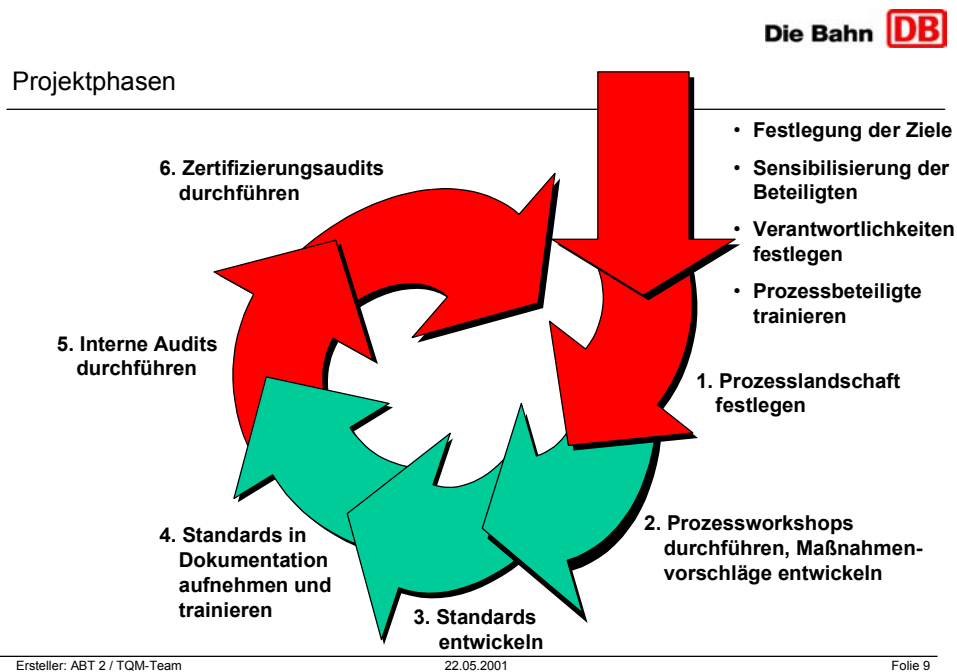 Die Bahn DB
Projektphasen
• Festlegung der Ziele
• Sensibilisierung der
Beteiligten
• Verantwortlichkeiten
festlegen
• Prozessbeteiligte
trainieren
1. Prozesslandschaft
festlegen
2. Prozessworkshops
durchführen, Maßnahmen-
vorschläge entwickeln
3. Standards
entwickeln
4. Standards in
Dokumentation
aufnehmen und
trainieren
5. Interne Audits
durchführen
6. Zertifizierungsaudits
durchführen
Ersteller: ABT 2 / TQM-Team 22.05.2001 Folie 9